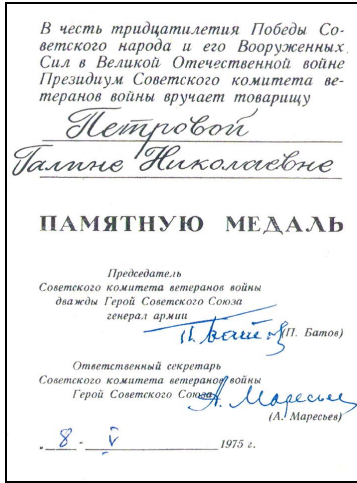 В честь тридцатилетия Победы Со-
ветского народа и его Вооруженных
Сил в Великой Отечественной войне
Президиум Советского комитета ве-
теранов войны вручает товарищу
Петровой
Галине Николаевне
ПАМЯТНУЮ МЕДАЛЬ
Председатель
Советского комитета ветеранов войны
дважды Герой Советского Союза
генерал армии
П. Батов (П. Батов)
Ответственный секретарь
Советского комитета ветеранов войны
Герой Советского Союза
А. Маресьев
(А. Маресьев)
„ 8 - V 1975 г.